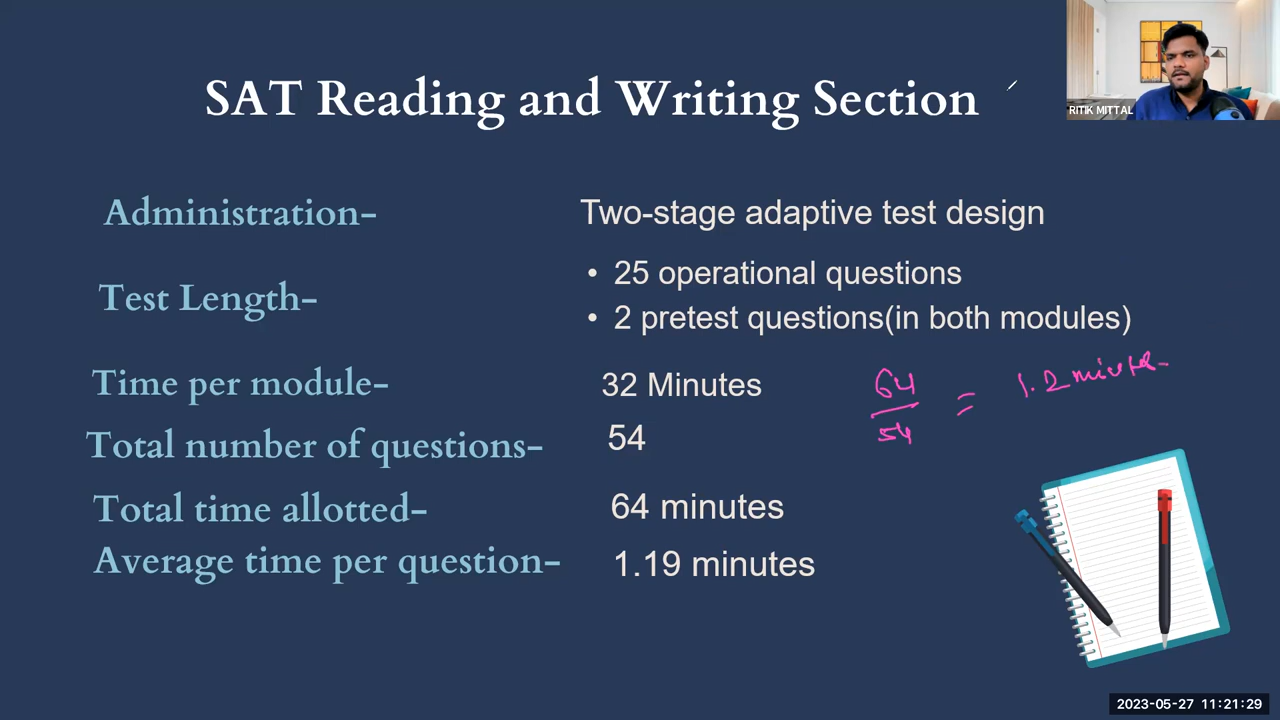 SAT Reading and Writing Section
RITIK MITTAL
Administration-
Two-stage adaptive test design
Test Length-
• 25 operational questions
• 2 pretest questions(in both modules)
Time per module-
32 Minutes
64
54
=
1.2 minutes
Total number of questions-
54
Total time allotted-
64 minutes
Average time per question-
1.19 minutes
2023-05-27 11:21:29